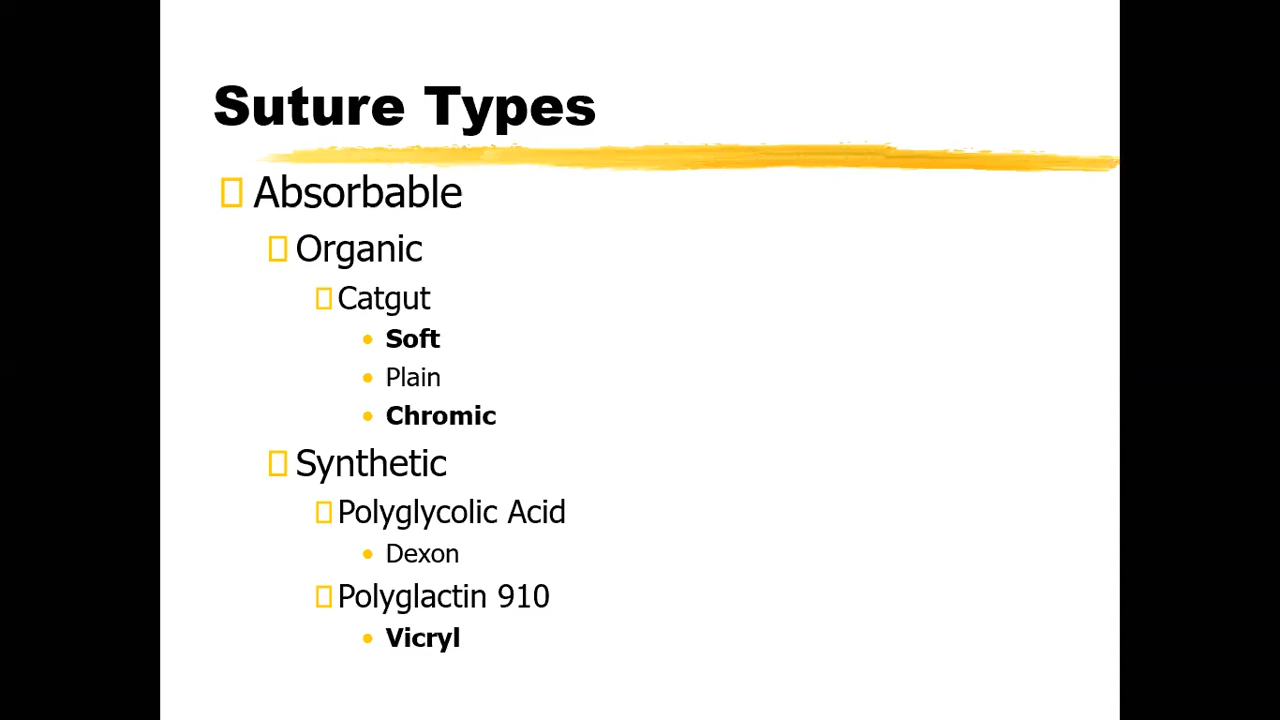 Suture Types
Absorbable
Organic
Catgut
Soft
Plain
Chromic
Synthetic
Polyglycolic Acid
Dexon
Polyglactin 910
Vicryl